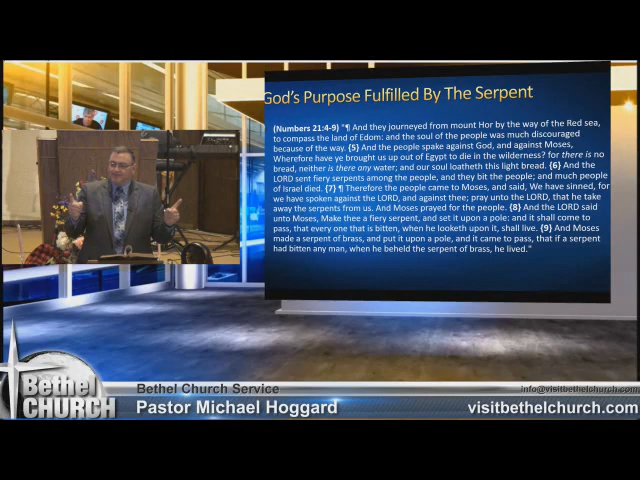 God's Purpose Fulfilled By The Serpent
(Numbers 21:4-9) "¶ And they journeyed from mount Hor by the way of the Red sea,
to compass the land of Edom: and the soul of the people was much discouraged
because of the way. {5} And the people spake against God, and against Moses,
Wherefore have ye brought us up out of Egypt to die in the wilderness? for there is no
bread, neither is there any water; and our soul loatheth this light bread. {6} And the
LORD sent fiery serpents among the people, and they bit the people; and much people
of Israel died. {7} ¶ Therefore the people came to Moses, and said, We have sinned, for
we have spoken against the LORD, and against thee; pray unto the LORD, that he take
away the serpents from us. And Moses prayed for the people. {8} And the LORD said
unto Moses, Make thee a fiery serpent, and set it upon a pole: and it shall come to
pass, that every one that is bitten, when he looketh upon it, shall live. {9} And Moses
made a serpent of brass, and put it upon a pole, and it came to pass, that if a serpent
had bitten any man, when he beheld the serpent of brass, he lived."
Bethel
CHURCH
Bethel Church Service
info@visitbethelchurch.com
Pastor Michael Hoggard
visitbethelchurch.com